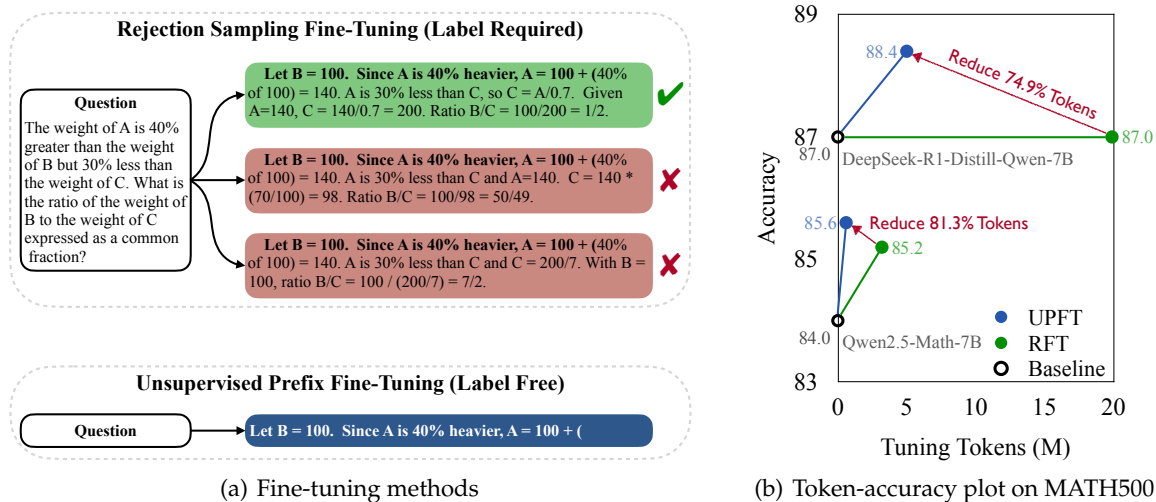 Rejection Sampling Fine-Tuning (Label Required)
Question
The weight of A is 40%
greater than the weight
of B but 30% less than
the weight of C. What is
the ratio of the weight of
B to the weight of C
expressed as a common
fraction?
Let B = 100. Since A is 40% heavier, A = 100 + (40%
of 100) = 140. A is 30% less than C, so C = A/0.7. Given
A=140, C = 140/0.7 = 200. Ratio B/C = 100/200 = 1/2.
Let B = 100. Since A is 40% heavier, A = 100 + (40%
of 100) = 140. A is 30% less than C and A=140. C = 140 *
(70/100) = 98. Ratio B/C = 100/98 = 50/49.
Let B = 100. Since A is 40% heavier, A = 100 + (40%
of 100) = 140. A is 30% less than C and C = 200/7. With B =
100, ratio B/C = 100 / (200/7) = 7/2.
Unsupervised Prefix Fine-Tuning (Label Free)
Question
Let B = 100. Since A is 40% heavier, A = 100 + (
(a) Fine-tuning methods
89
87
85
83
Accuracy
88.4
Reduce 74.9% Tokens
87.0
87.0
DeepSeek-R1-Distill-Qwen-7B
85.6
Reduce 81.3% Tokens
85.2
84.0
Qwen2.5-Math-7B
UPFT
RFT
Baseline
0
5
10
15
20
Tuning Tokens (M)
(b) Token-accuracy plot on MATH500